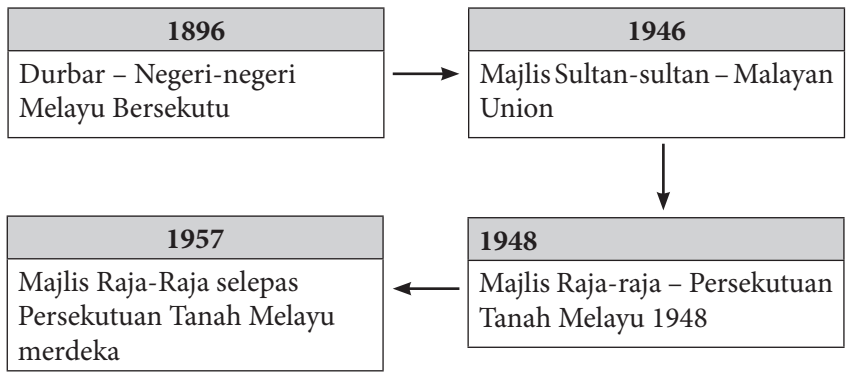 1896
Durbar – Negeri-negeri
Melayu Bersekutu
1946
Majlis Sultan-sultan – Malayan
Union
1948
Majlis Raja-raja – Persekutuan
Tanah Melayu 1948
1957
Majlis Raja-Raja selepas
Persekutuan Tanah Melayu
merdeka